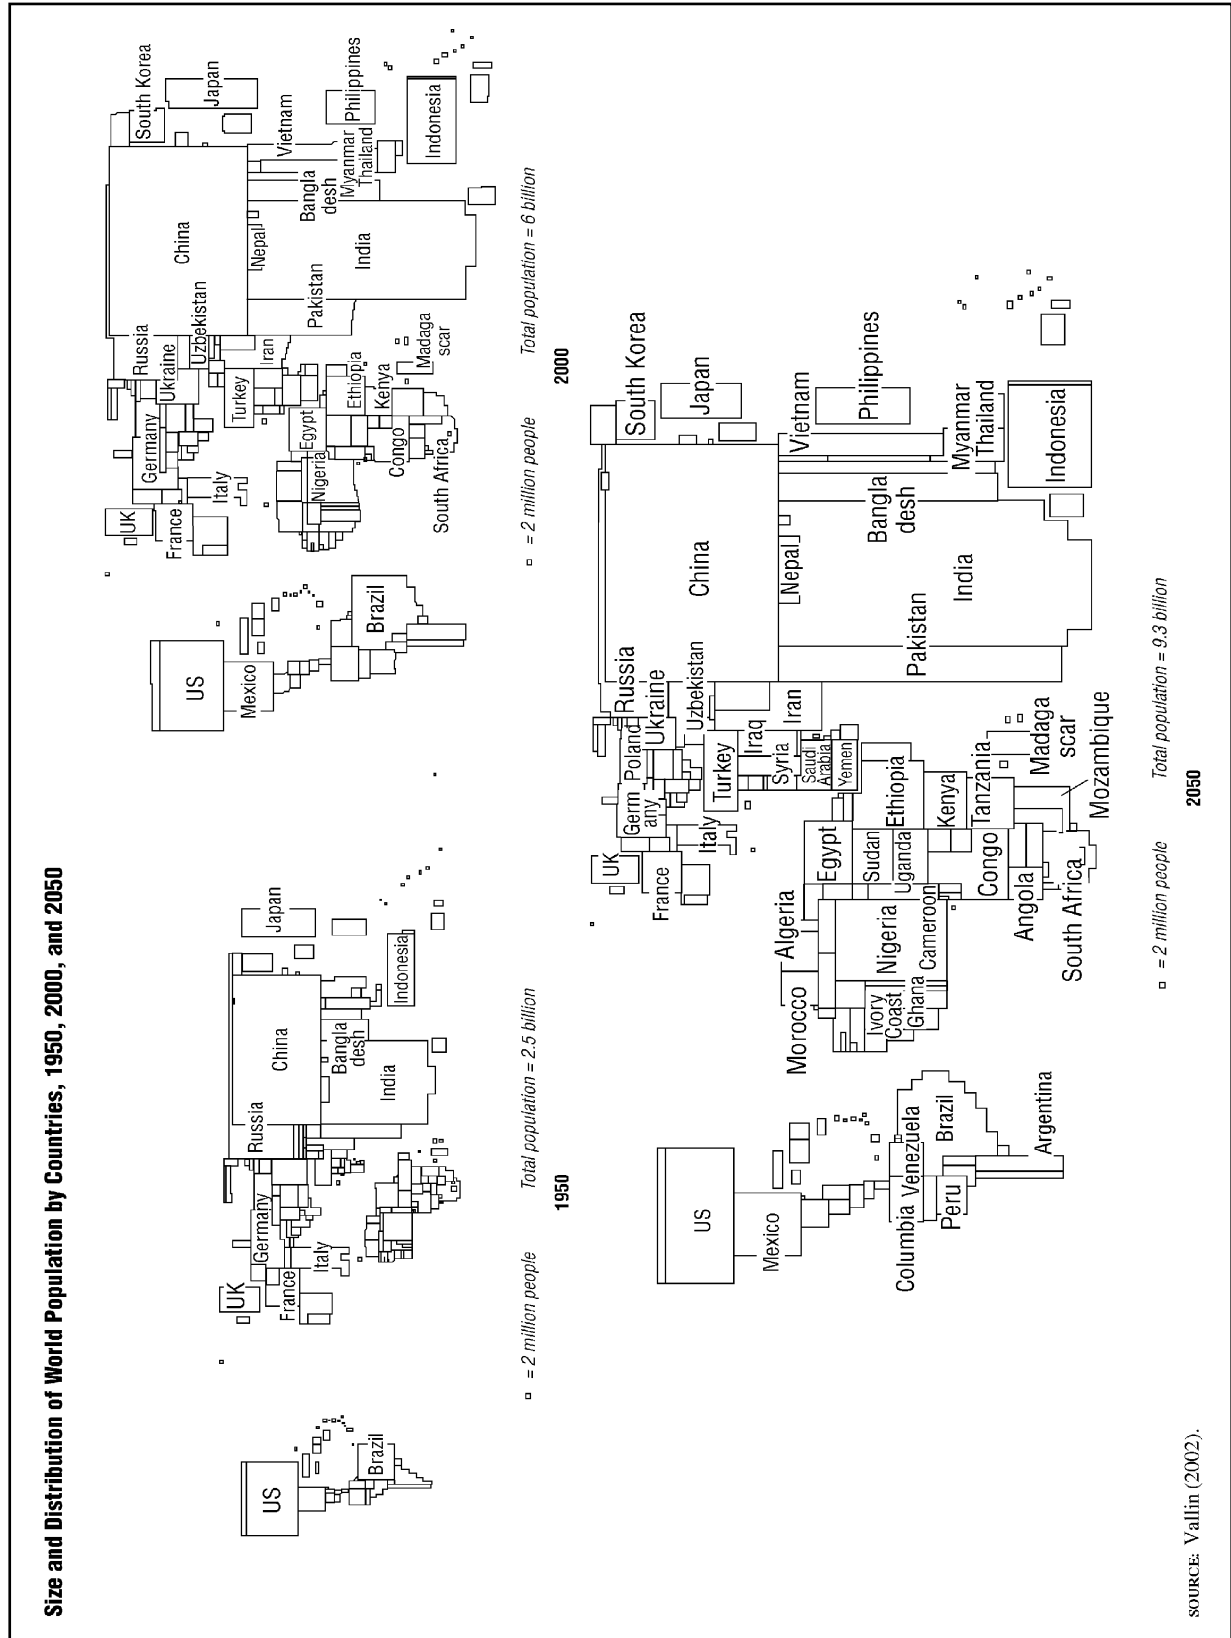 Size and Distribution of World Population by Countries, 1950, 2000, and 2050
US
Brazil
UK
France
Germany
Italy
Russia
China
Bangla
desh
India
Japan
Indonesia
= 2 million people
Total population = 2.5 billion
1950
US
Mexico
Brazil
UK
France
Germany
Italy
Russia
Ukraine
Uzbekistan
Turkey
Iran
Egypt
Nigeria
Ethiopia
Kenya
Congo
South Africa
Madaga
scar
China
Nepal
Pakistan
India
Bangla
desh
Myanmar
Thailand
Vietnam
South Korea
Japan
Philippines
Indonesia
= 2 million people
Total population = 6 billion
2000
US
Mexico
Columbia
Venezuela
Brazil
Peru
Argentina
UK
France
Germ
any
Poland
Italy
Russia
Ukraine
Uzbekistan
Turkey
Iraq
Iran
Syria
Saudi
Arabia
Yemen
Morocco
Algeria
Egypt
Sudan
Ethiopia
Uganda
Kenya
Nigeria
Cameroon
Ivory
Coast
Ghana
Congo
Tanzania
Angola
South Africa
Madaga
scar
Mozambique
China
Nepal
Pakistan
India
Bangla
desh
Myanmar
Thailand
Vietnam
South Korea
Japan
Philippines
Indonesia
= 2 million people
Total population = 9.3 billion
2050
SOURCE: Vallin (2002).